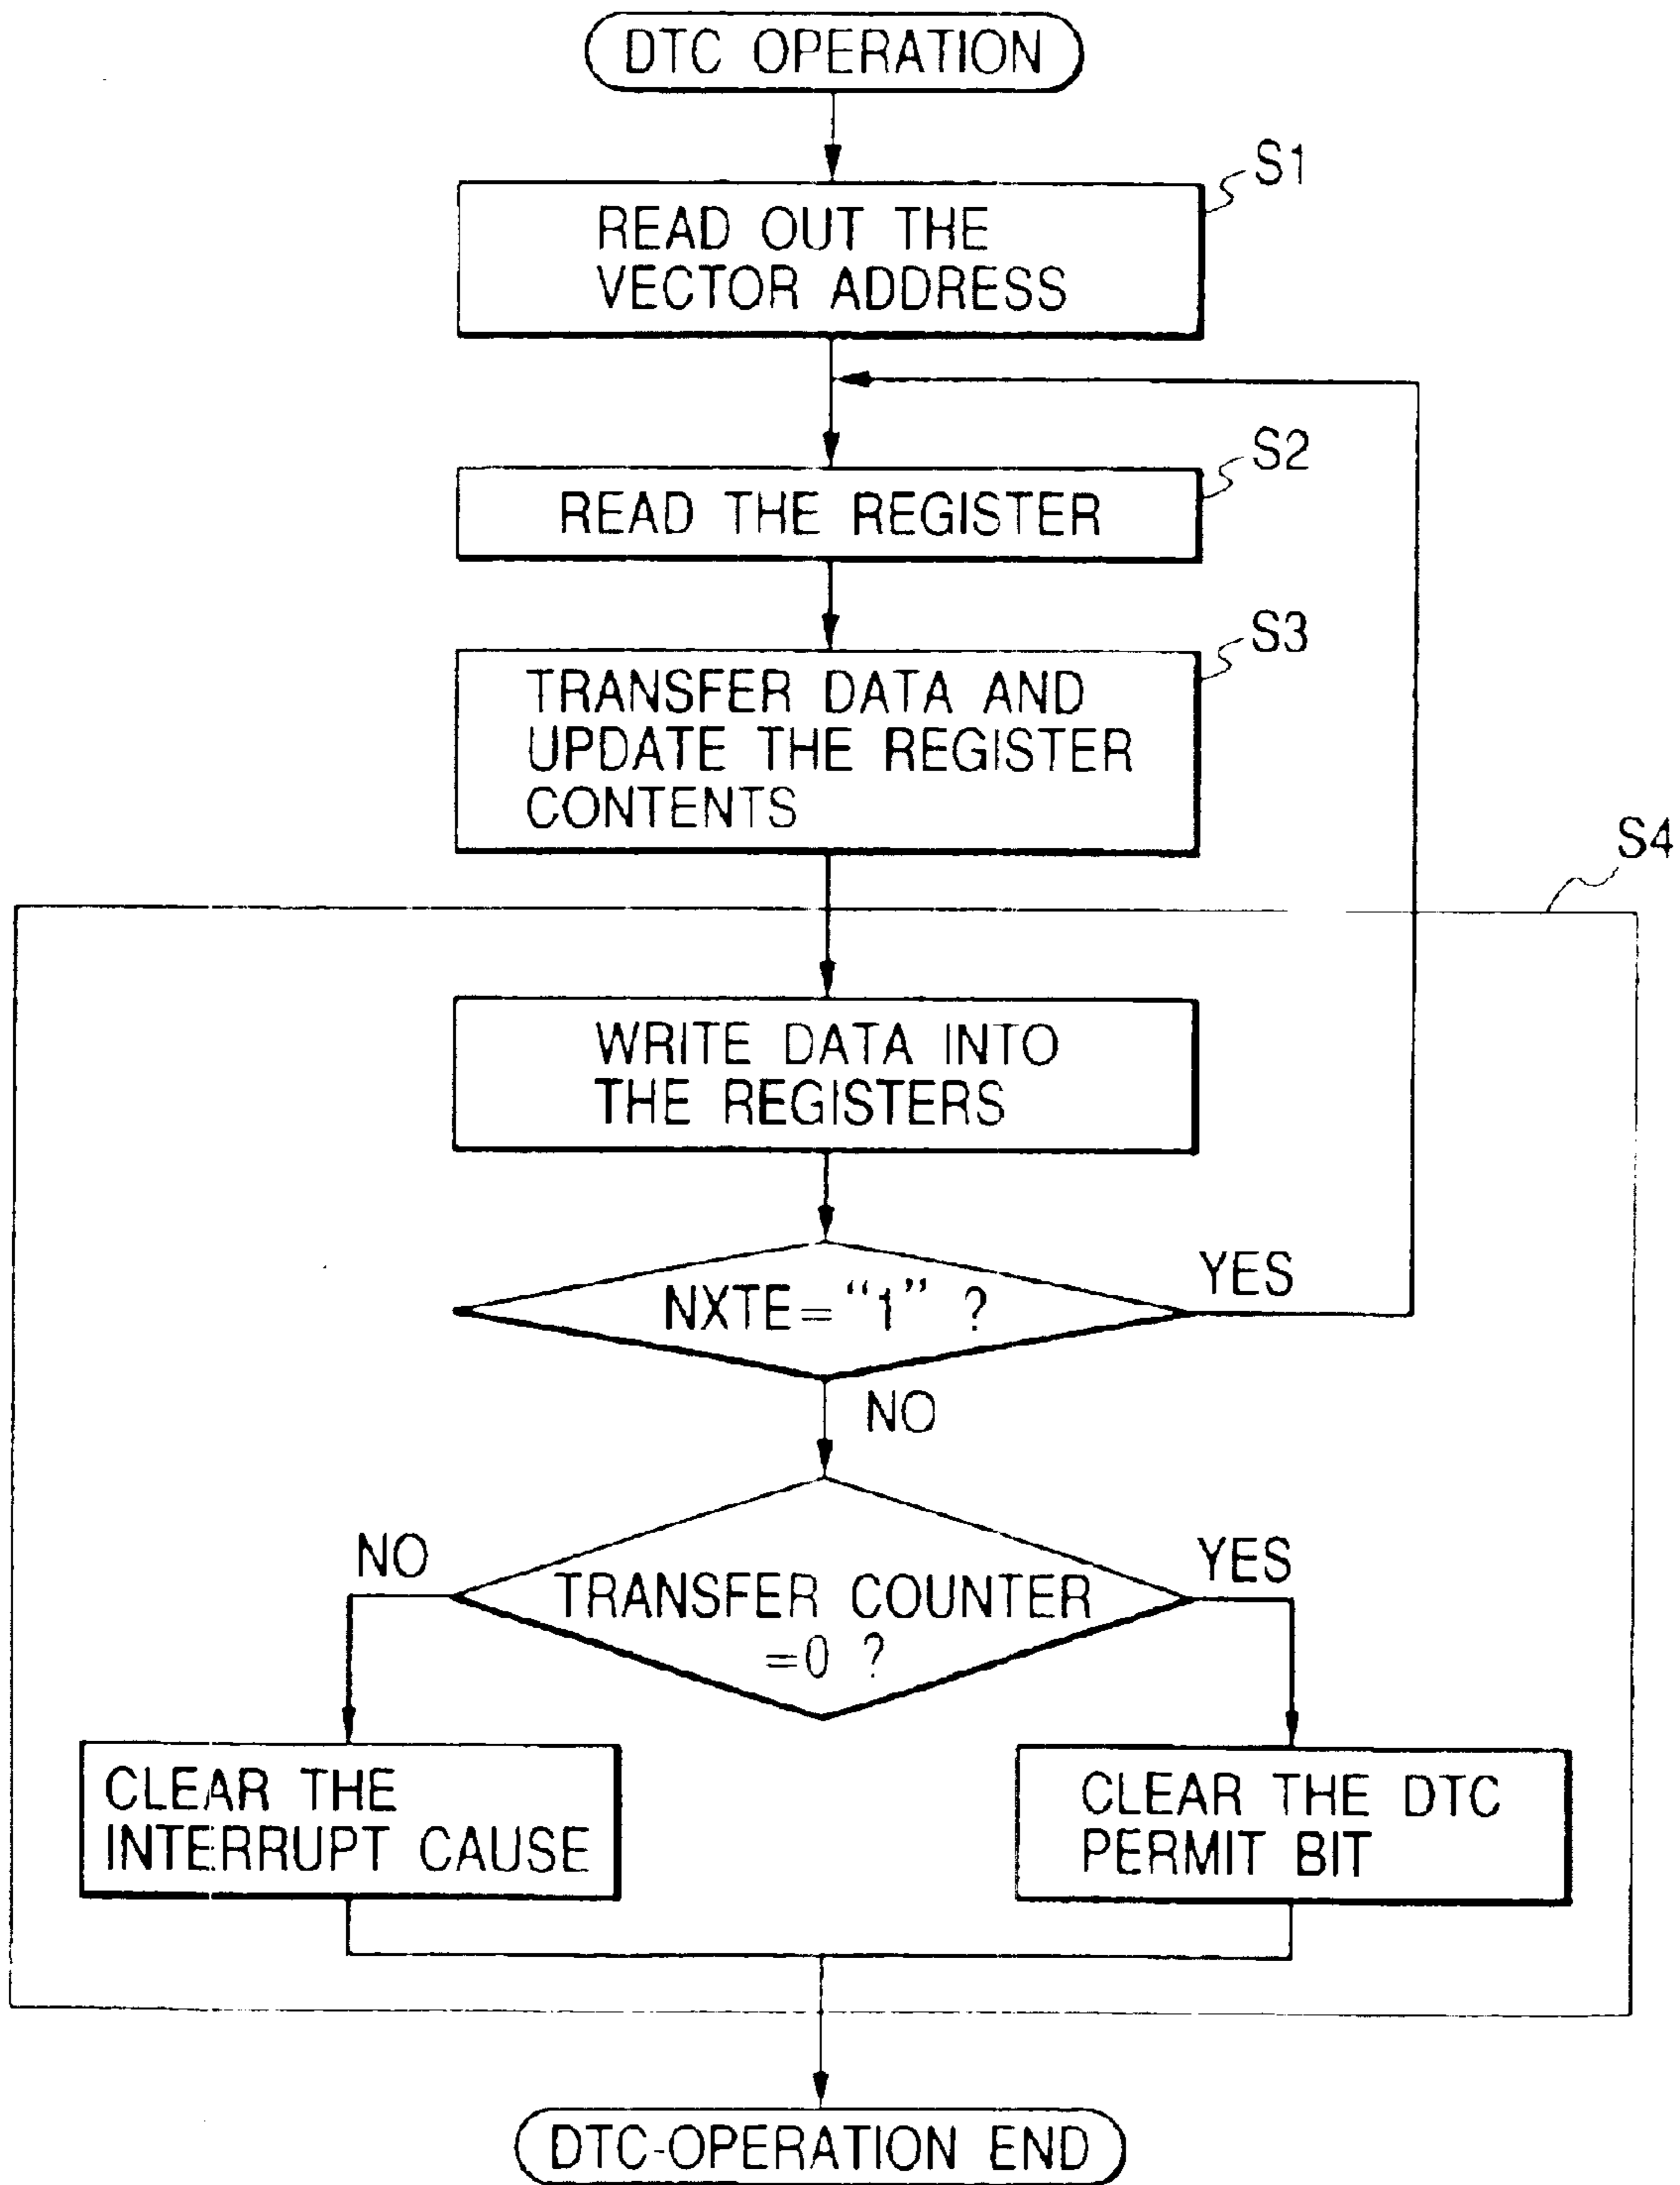 DTC OPERATION
S1
READ OUT THE
VECTOR ADDRESS
S2
READ THE REGISTER
S3
TRANSFER DATA AND
UPDATE THE REGISTER
CONTENTS
S4
WRITE DATA INTO
THE REGISTERS
NXTE=“1” ?
YES
NO
NO
YES
TRANSFER COUNTER
=0 ?
CLEAR THE
INTERRUPT CAUSE
CLEAR THE DTC
PERMIT BIT
DTC-OPERATION END